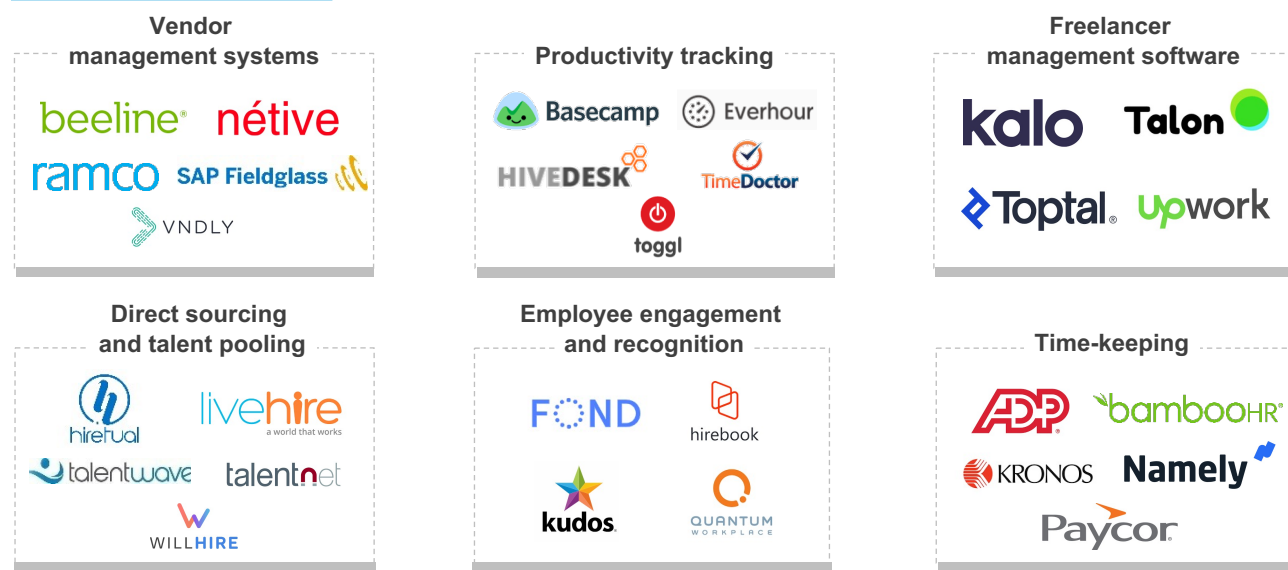 Vendor
management systems
beeline®
nétive
ramco
SAP Fieldglass
VNDLY
Productivity tracking
Basecamp
Everhour
HIVEDESK
TimeDoctor
toggl
Freelancer
management software
kalo
Talon
Toptal®
upwork
Direct sourcing
and talent pooling
hiretual
livehire
a world that works
talentwave
talentnet
WILLHIRE
Employee engagement
and recognition
FOND
hirebook
kudos
QUANTUM
WORKPLACE
Time-keeping
ADP
bambooHR®
KRONOS
Namely
Paycor